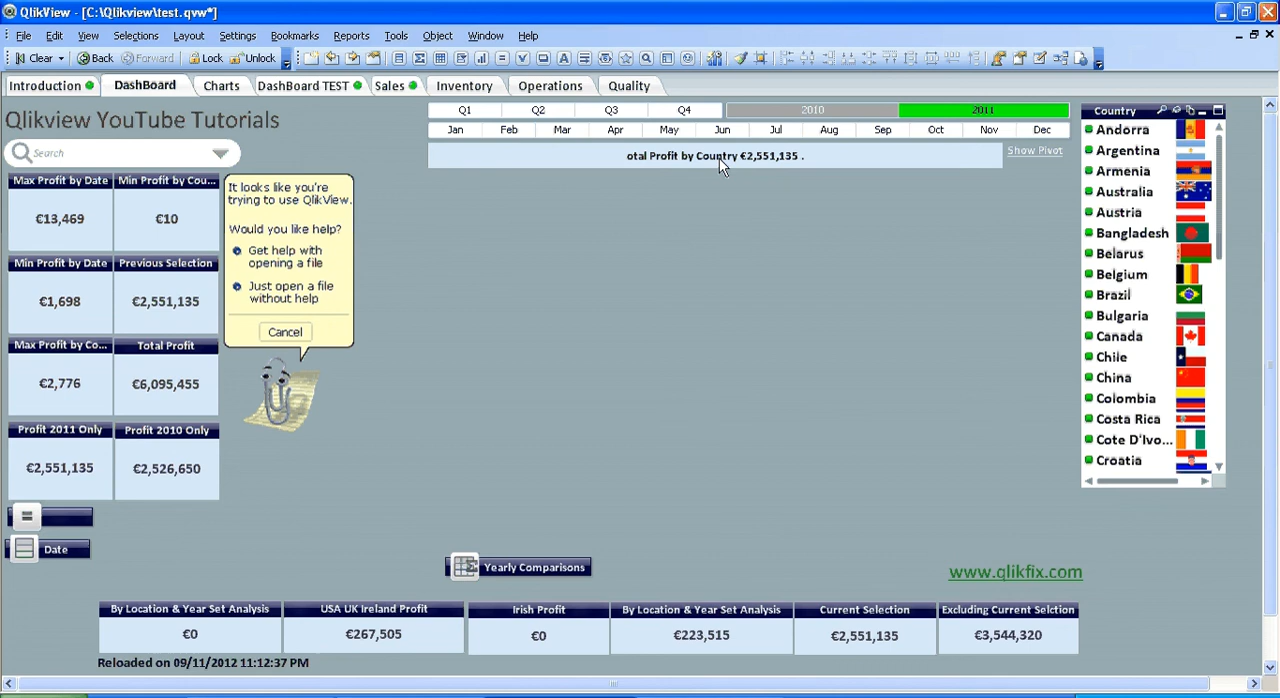 QlikView - [C:\Qlikview\test.qvw*]
File Edit View Selections Layout Settings Bookmarks Reports Tools Object Window Help
Clear Back Forward Lock Unlock
Introduction DashBoard Charts DashBoard TEST Sales Inventory Operations Quality
Qlikview YouTube Tutorials
Search
Q1 Q2 Q3 Q4 2010 2011
Jan Feb Mar Apr May Jun Jul Aug Sep Oct Nov Dec
otal Profit by Country €2,551,135 .
Show Pivot
Max Profit by Date Min Profit by Cou...
€13,469 €10
Min Profit by Date Previous Selection
€1,698 €2,551,135
Max Profit by Co... Total Profit
€2,776 €6,095,455
Profit 2011 Only Profit 2010 Only
€2,551,135 €2,526,650
=
Date
It looks like you're
trying to use QlikView.
Would you like help?
Get help with
opening a file
Just open a file
without help
Cancel
Country
Andorra
Argentina
Armenia
Australia
Austria
Bangladesh
Belarus
Belgium
Brazil
Bulgaria
Canada
Chile
China
Colombia
Costa Rica
Cote D'Ivo...
Croatia
Yearly Comparisons
www.qlikfix.com
By Location & Year Set Analysis USA UK Ireland Profit Irish Profit By Location & Year Set Analysis Current Selection Excluding Current Selction
€0 €267,505 €0 €223,515 €2,551,135 €3,544,320
Reloaded on 09/11/2012 11:12:37 PM